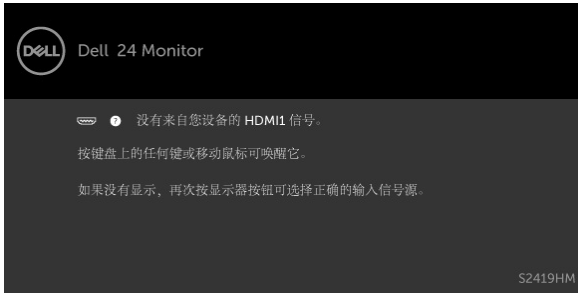 DELL
Dell 24 Monitor
? 没有来自您设备的 HDMI1 信号。
按键盘上的任何键或移动鼠标可唤醒它。
如果没有显示，再次按显示器按钮可选择正确的输入信号源。
S2419HM